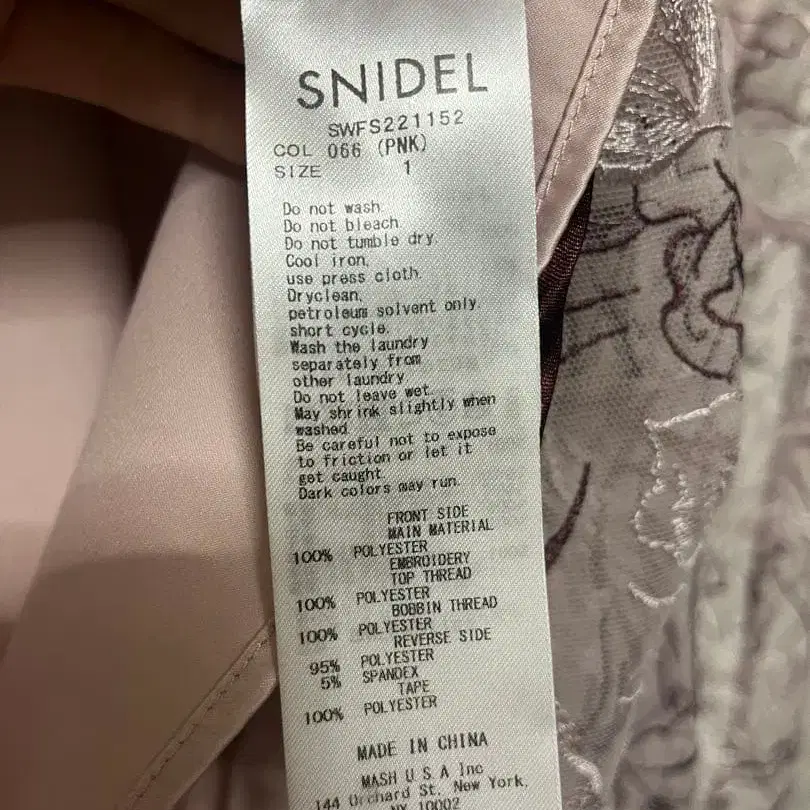 SNIDEL
SWFS221152
COL 066 (PNK)
SIZE 1
Do not wash.
Do not bleach.
Do not tumble dry.
Cool iron,
use press cloth.
Dryclean,
petroleum solvent only.
short cycle.
Wash the laundry
separately from
other laundry.
Do not leave wet.
May shrink slightly when
washed.
Be careful not to expose
to friction or let it
get caught.
Dark colors may run.
FRONT SIDE
MAIN MATERIAL
100% POLYESTER
EMBROIDERY
TOP THREAD
100% POLYESTER
BOBBIN THREAD
100% POLYESTER
REVERSE SIDE
95% POLYESTER
5% SPANDEX
TAPE
100% POLYESTER
MADE IN CHINA
MASH U S A Inc
144 Orchard St. New York,
NY 10002